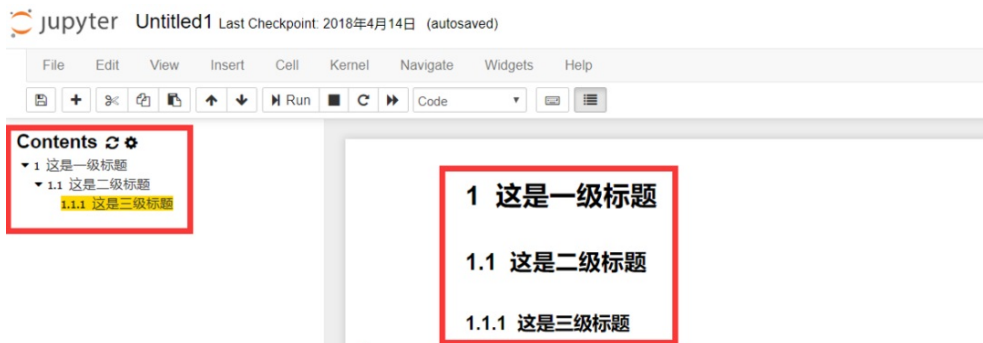 jupyter Untitled1 Last Checkpoint: 2018年4月14日 (autosaved)
File Edit View Insert Cell Kernel Navigate Widgets Help
Run Code
Contents
1 这是一级标题
1.1 这是二级标题
1.1.1 这是三级标题
1 这是一级标题
1.1 这是二级标题
1.1.1 这是三级标题